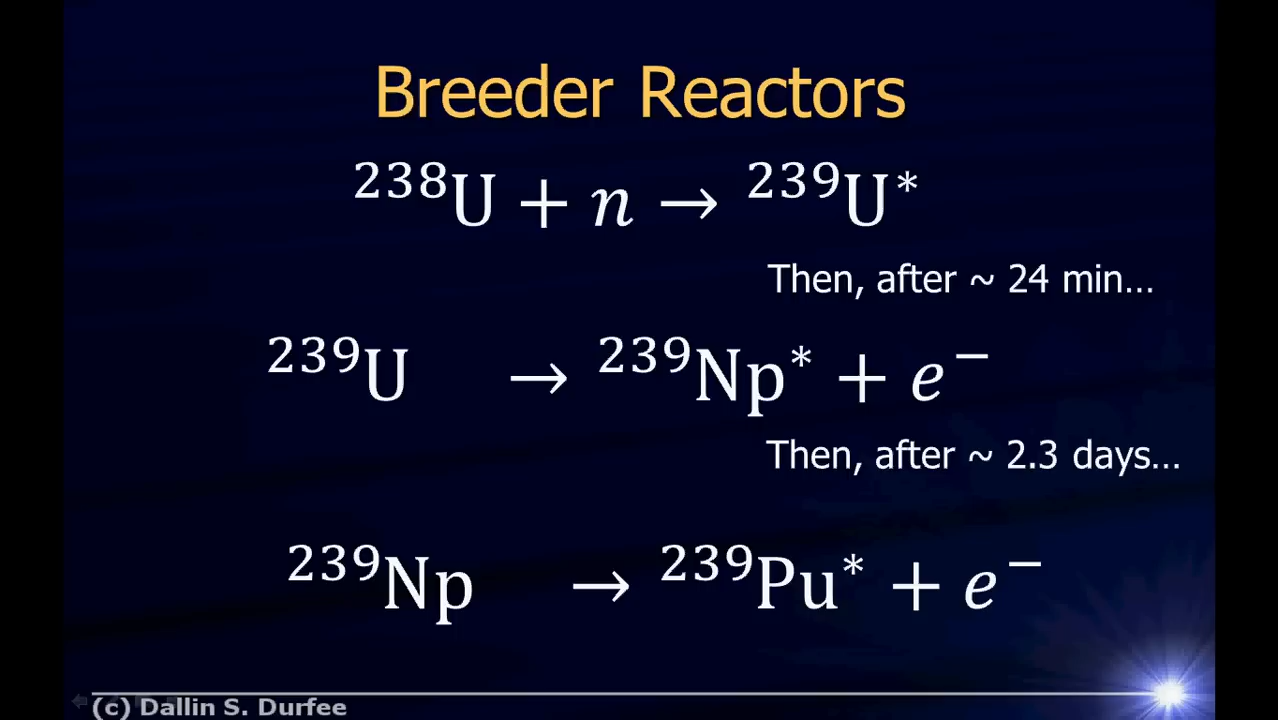 Breeder Reactors
²³⁸U + n → ²³⁹U*
Then, after ~ 24 min...
²³⁹U → ²³⁹Np* + e⁻
Then, after ~ 2.3 days...
²³⁹Np → ²³⁹Pu* + e⁻
(c) Dallin S. Durfee